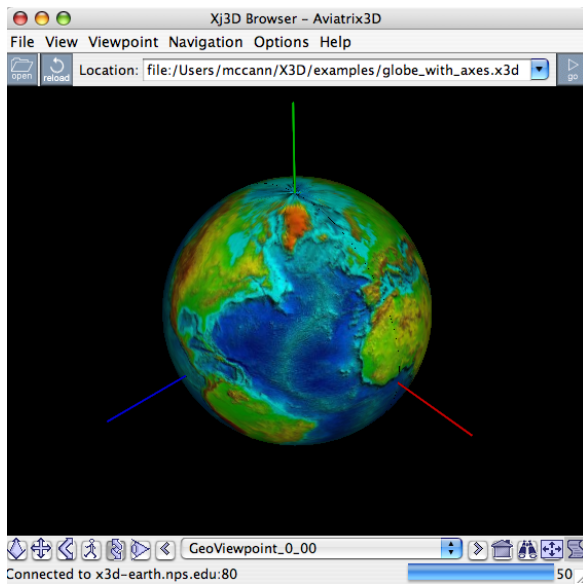 Xj3D Browser – Aviatrix3D
File View Viewpoint Navigation Options Help
open reload Location: file:/Users/mccann/X3D/examples/globe_with_axes.x3d go
GeoViewpoint_0_00
Connected to x3d-earth.nps.edu:80 50